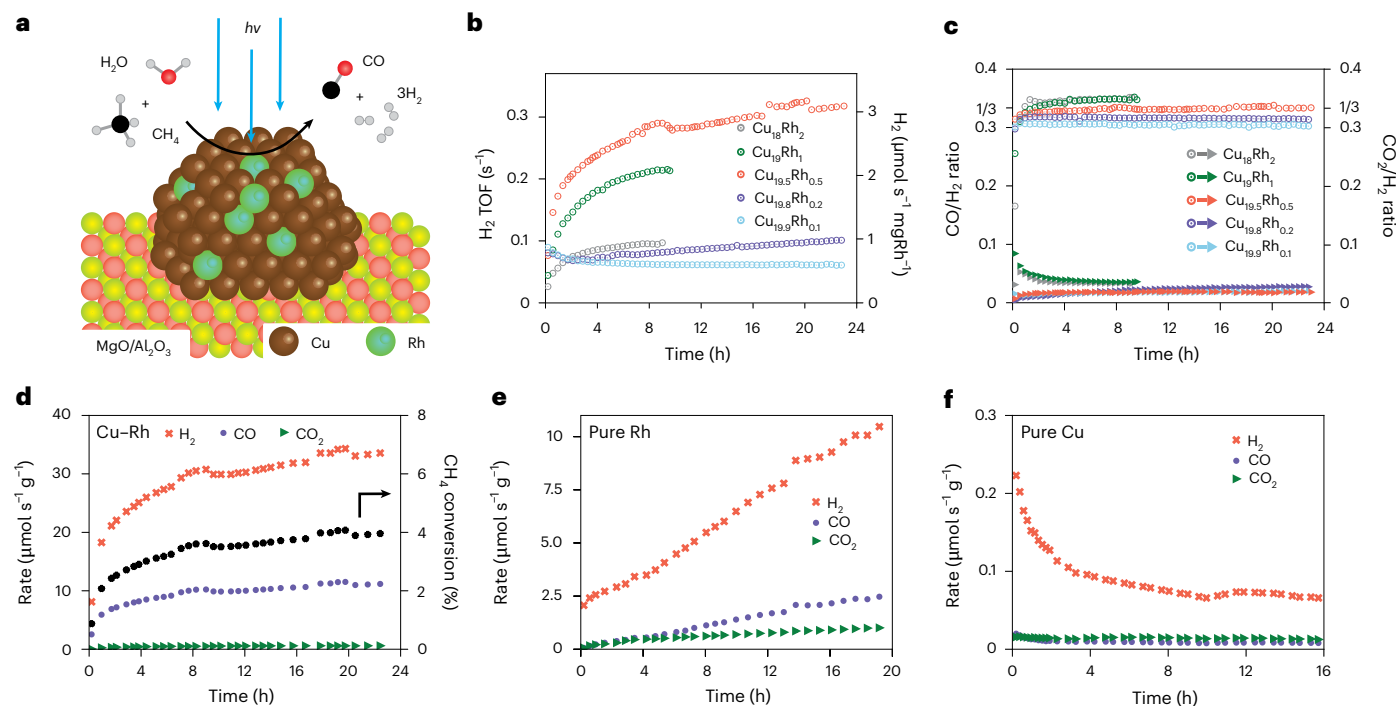 a
hν
H₂O
CO
+
+
3H₂
CH₄
MgO/Al₂O₃
Cu
Rh
b
H₂ TOF (s⁻¹)
0.3
0.2
0.1
0
3
2
1
0
H₂ (μmol s⁻¹ mgRh⁻¹)
Cu₁₈Rh₂
Cu₁₉Rh₁
Cu₁₉.₅Rh₀.₅
Cu₁₉.₈Rh₀.₂
Cu₁₉.₉Rh₀.₁
0 4 8 12 16 20 24
Time (h)
c
CO/H₂ ratio
0.4
1/3
0.3
0.2
0.1
0
0.4
1/3
0.3
0.2
0.1
0
CO₂/H₂ ratio
Cu₁₈Rh₂
Cu₁₉Rh₁
Cu₁₉.₅Rh₀.₅
Cu₁₉.₈Rh₀.₂
Cu₁₉.₉Rh₀.₁
0 4 8 12 16 20 24
Time (h)
d
Rate (μmol s⁻¹ g⁻¹)
40
30
20
10
0
Cu–Rh H₂ CO CO₂
8
6
4
2
0
CH₄ conversion (%)
0 4 8 12 16 20 24
Time (h)
e
Rate (μmol s⁻¹ g⁻¹)
10
7.5
5.0
2.5
0
Pure Rh
H₂
CO
CO₂
0 4 8 12 16 20
Time (h)
f
Rate (μmol s⁻¹ g⁻¹)
0.3
0.2
0.1
0
Pure Cu
H₂
CO
CO₂
0 4 8 12 16
Time (h)